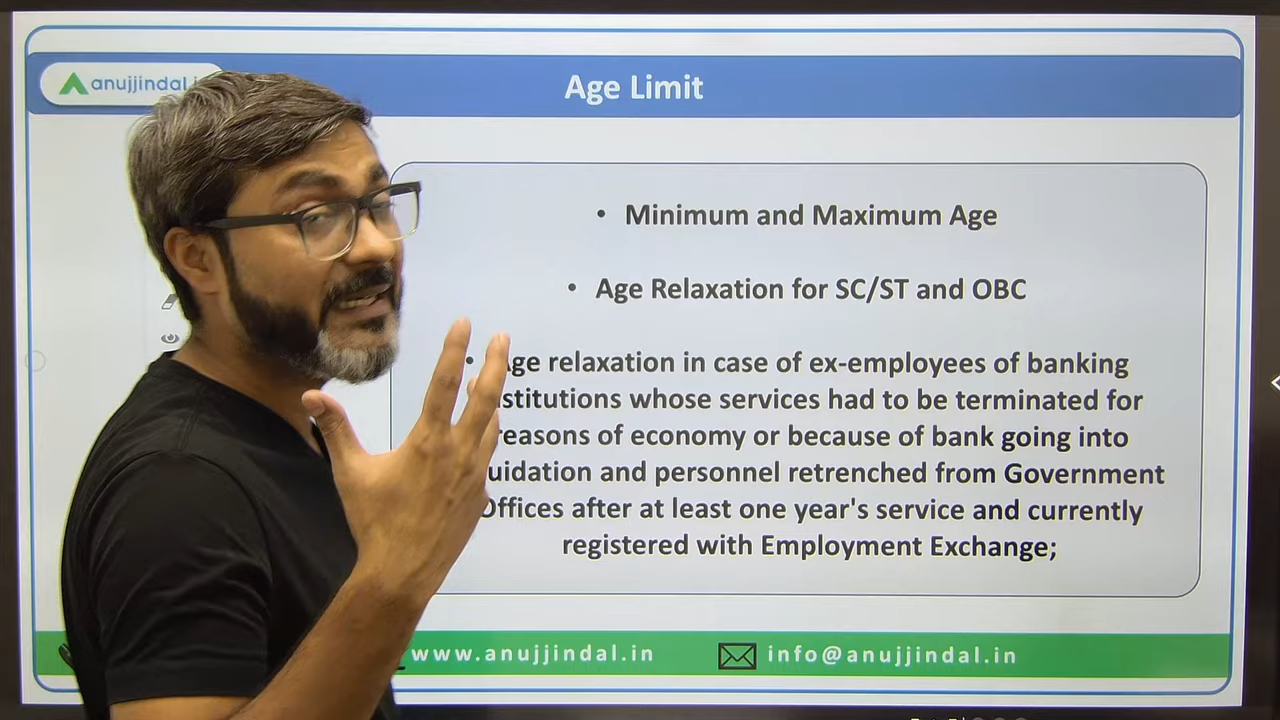 anujjindal.i
Age Limit
• Minimum and Maximum Age
• Age Relaxation for SC/ST and OBC
• Age relaxation in case of ex-employees of banking
nstitutions whose services had to be terminated for
reasons of economy or because of bank going into
uidation and personnel retrenched from Government
Offices after at least one year's service and currently
registered with Employment Exchange;
www.anujjindal.in
info@anujjindal.in